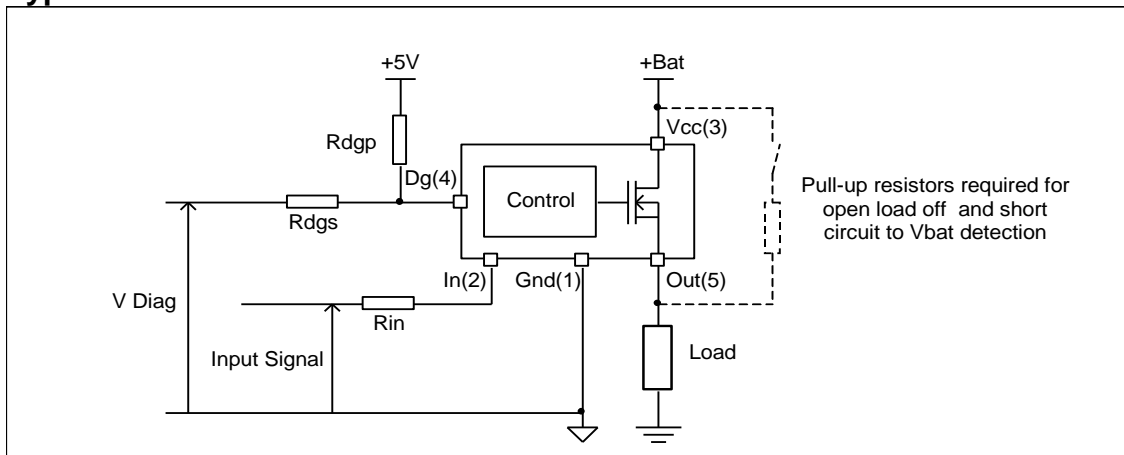 +5V
+Bat
Rdgp
Vcc(3)
Dg(4)
Control
Rdgs
Pull-up resistors required for
open load off and short
circuit to Vbat detection
In(2)
Gnd(1)
Out(5)
V Diag
Rin
Input Signal
Load